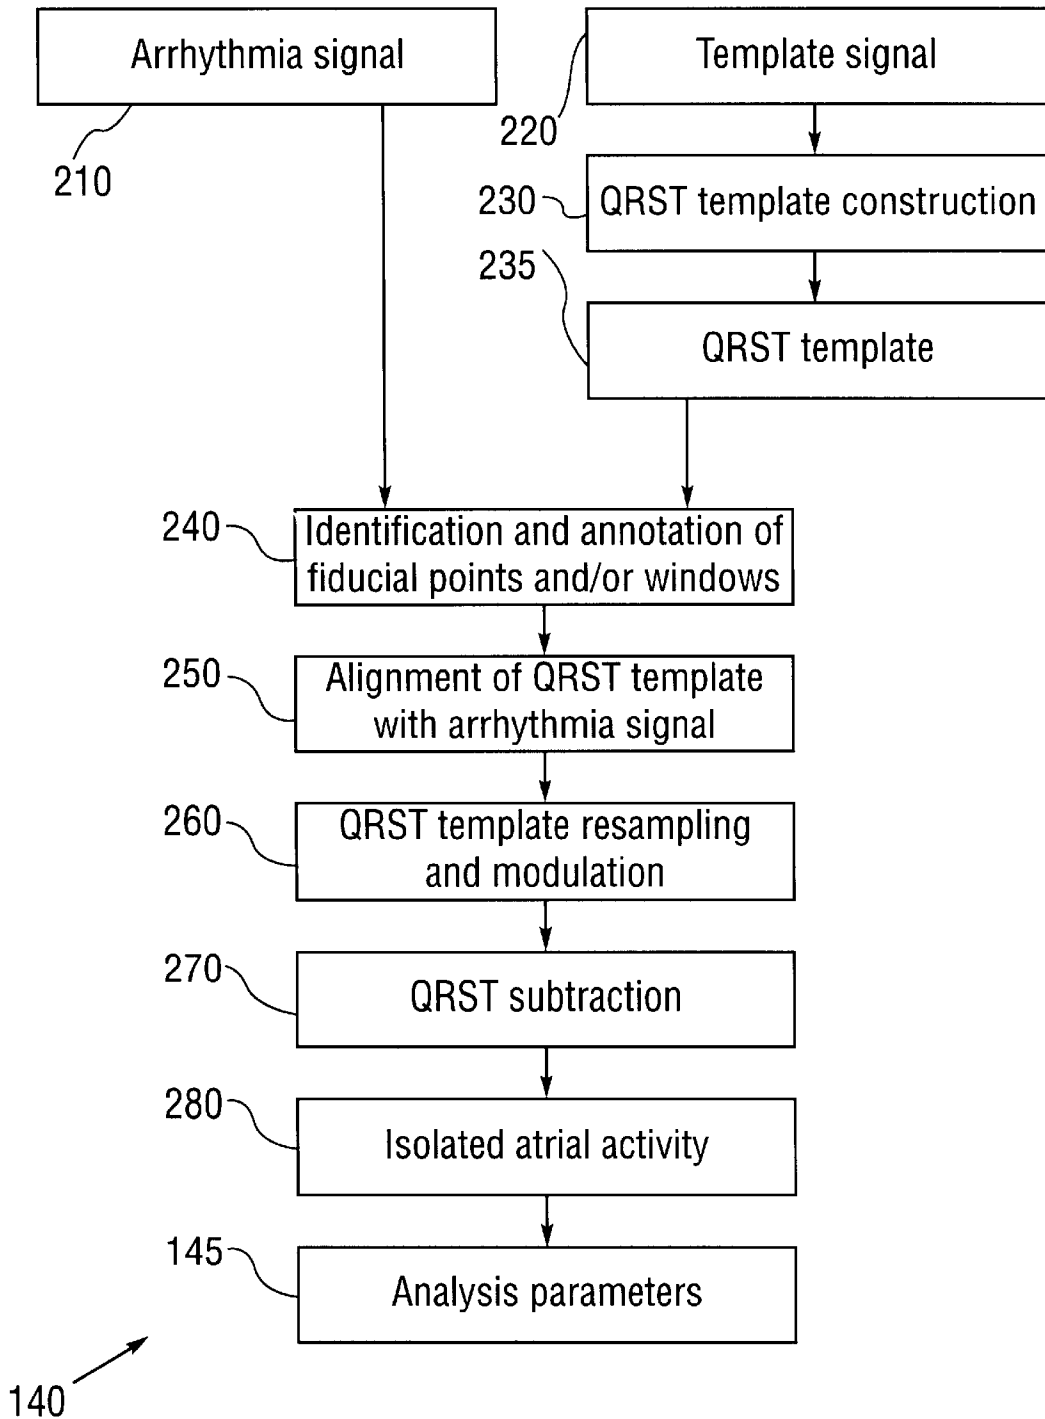 Arrhythmia signal
210
Template signal
220
230
QRST template construction
235
QRST template
240
Identification and annotation of
fiducial points and/or windows
250
Alignment of QRST template
with arrhythmia signal
260
QRST template resampling
and modulation
270
QRST subtraction
280
Isolated atrial activity
145
Analysis parameters
140